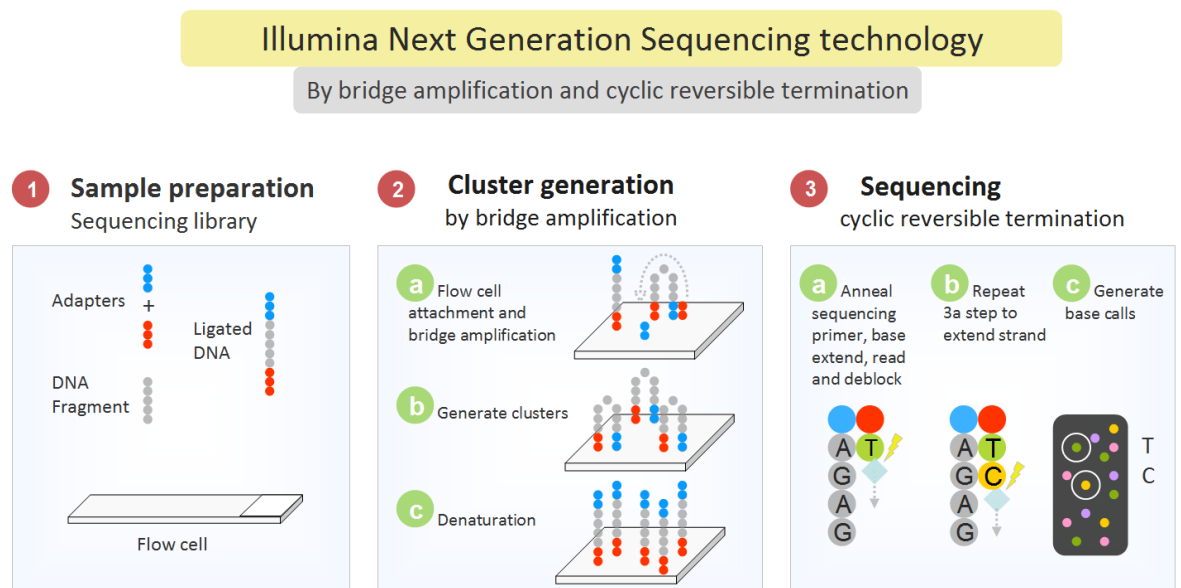 Illumina Next Generation Sequencing technology
By bridge amplification and cyclic reversible termination
1
Sample preparation
Sequencing library
Adapters
+
Ligated
DNA
DNA
Fragment
Flow cell
2
Cluster generation
by bridge amplification
a Flow cell
attachment and
bridge amplification
b Generate clusters
c Denaturation
3
Sequencing
cyclic reversible termination
a Anneal
sequencing
primer, base
extend, read
and deblock
A T
G
A
G
b Repeat
3a step to
extend strand
A T
G C
A
G
c Generate
base calls
T
C